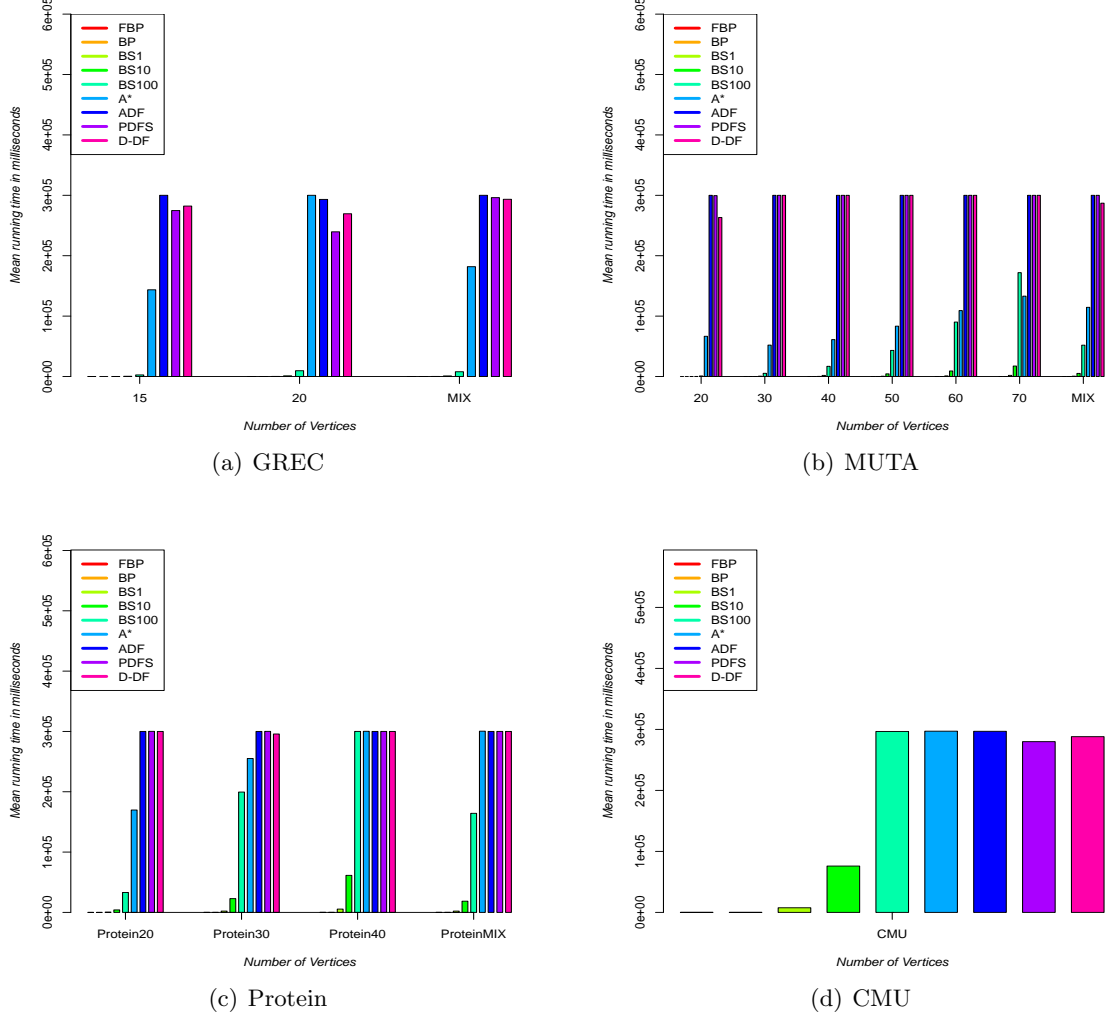 Mean running time in milliseconds
0e+00 1e+05 2e+05 3e+05 4e+05 5e+05 6e+05
FBP
BP
BS1
BS10
BS100
A*
ADF
PDFS
D-DF
15 20 MIX
Number of Vertices
(a) GREC
Mean running time in milliseconds
0e+00 1e+05 2e+05 3e+05 4e+05 5e+05 6e+05
FBP
BP
BS1
BS10
BS100
A*
ADF
PDFS
D-DF
20 30 40 50 60 70 MIX
Number of Vertices
(b) MUTA
Mean running time in milliseconds
0e+00 1e+05 2e+05 3e+05 4e+05 5e+05 6e+05
FBP
BP
BS1
BS10
BS100
A*
ADF
PDFS
D-DF
Protein20 Protein30 Protein40 ProteinMIX
Number of Vertices
(c) Protein
Mean running time in milliseconds
0e+00 1e+05 2e+05 3e+05 4e+05 5e+05
FBP
BP
BS1
BS10
BS100
A*
ADF
PDFS
D-DF
CMU
Number of Vertices
(d) CMU